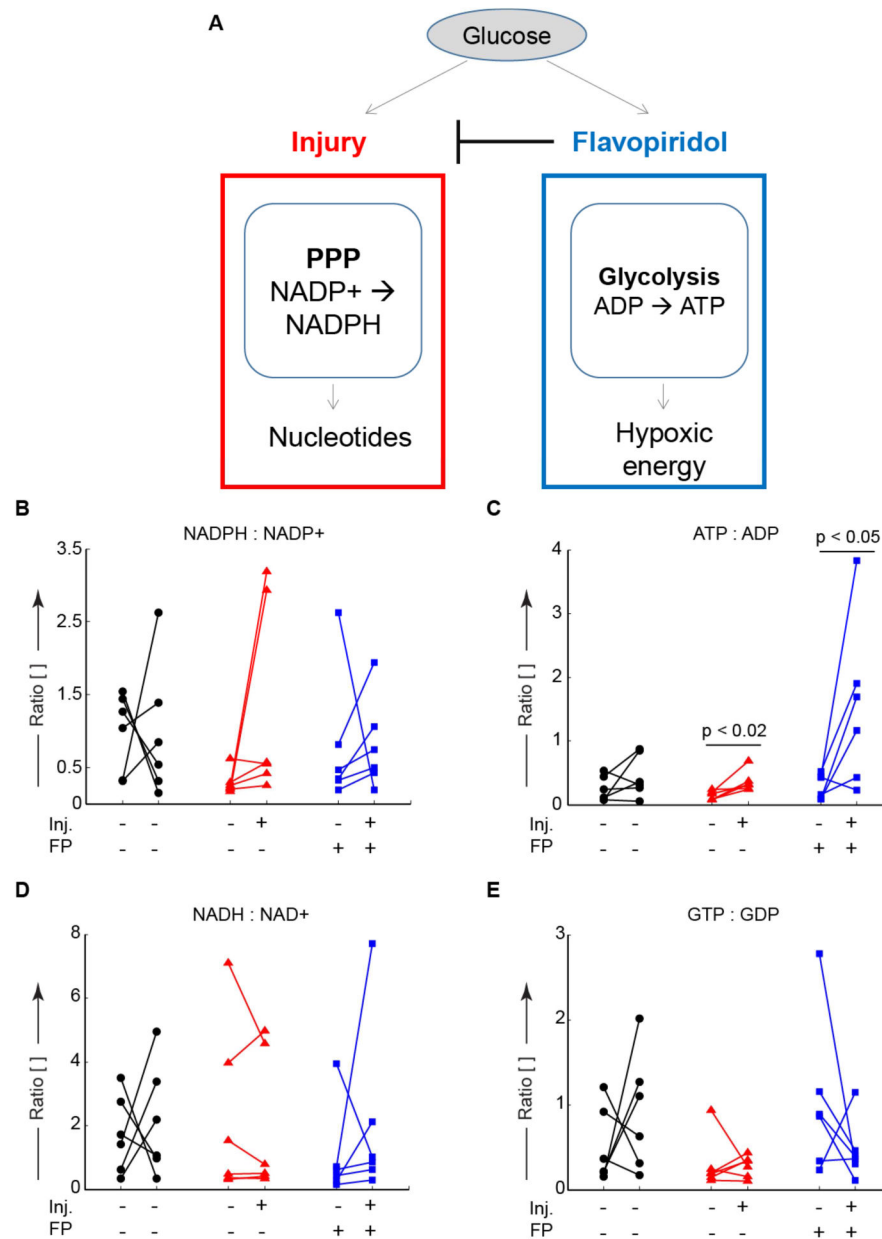 A
Glucose
Injury
Flavopiridol
PPP
NADP+ →
NADPH
Glycolysis
ADP → ATP
Nucleotides
Hypoxic
energy
B
NADPH : NADP+
3.5
2.5
1.5
0.5
0
Ratio [ ]
Inj. - - - + - +
FP - - - - + +
C
ATP : ADP
p < 0.05
p < 0.02
4
3
2
1
0
Ratio [ ]
Inj. - - - + - +
FP - - - - + +
D
NADH : NAD+
8
6
4
2
0
Ratio [ ]
Inj. - - - + - +
FP - - - - + +
E
GTP : GDP
3
2
1
0
Ratio [ ]
Inj. - - - + - +
FP - - - - + +